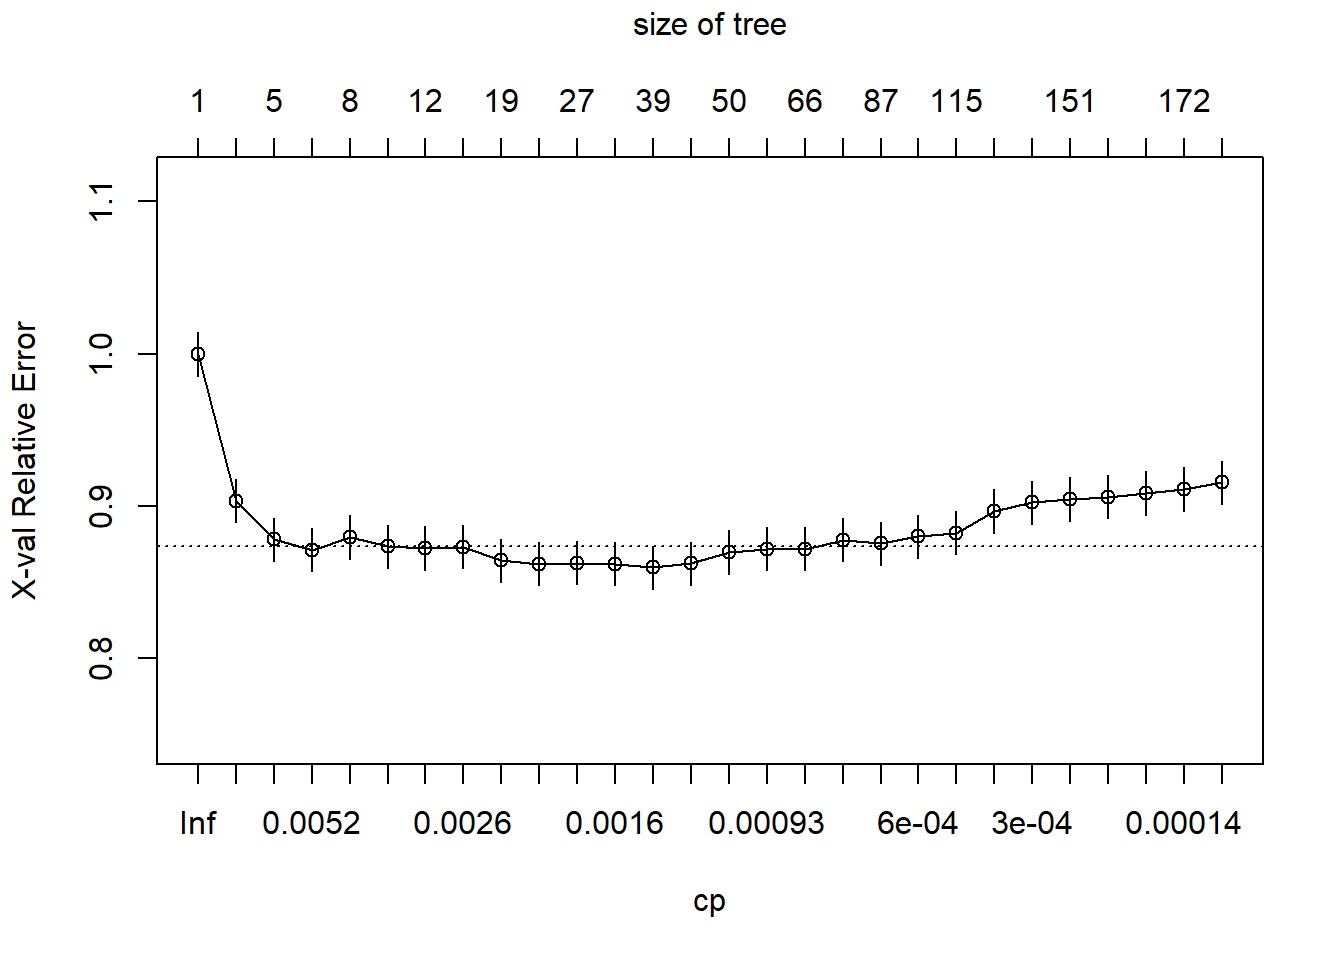 size of tree
1 5 8 12 19 27 39 50 66 87 115 151 172
X-val Relative Error
1.1
1.0
0.9
0.8
Inf 0.0052 0.0026 0.0016 0.00093 6e-04 3e-04 0.00014
cp